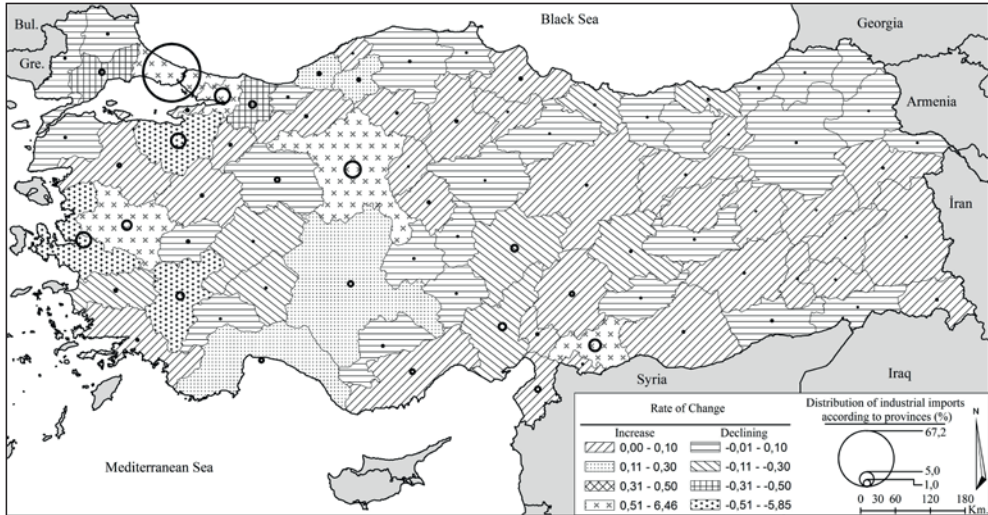 Bul.
Black Sea
Georgia
Gre.
Armenia
İran
Syria
Iraq
Mediterranean Sea
Rate of Change
Increase
Declining
0,00 - 0,10
-0,01 - 0,10
0,11 - 0,30
-0,11 - -0,30
0,31 - 0,50
-0,31 - -0,50
0,51 - 6,46
-0,51 - -5,85
Distribution of industrial imports
according to provinces (%)
67,2
5,0
1,0
N
0 30 60 120 180
Km.